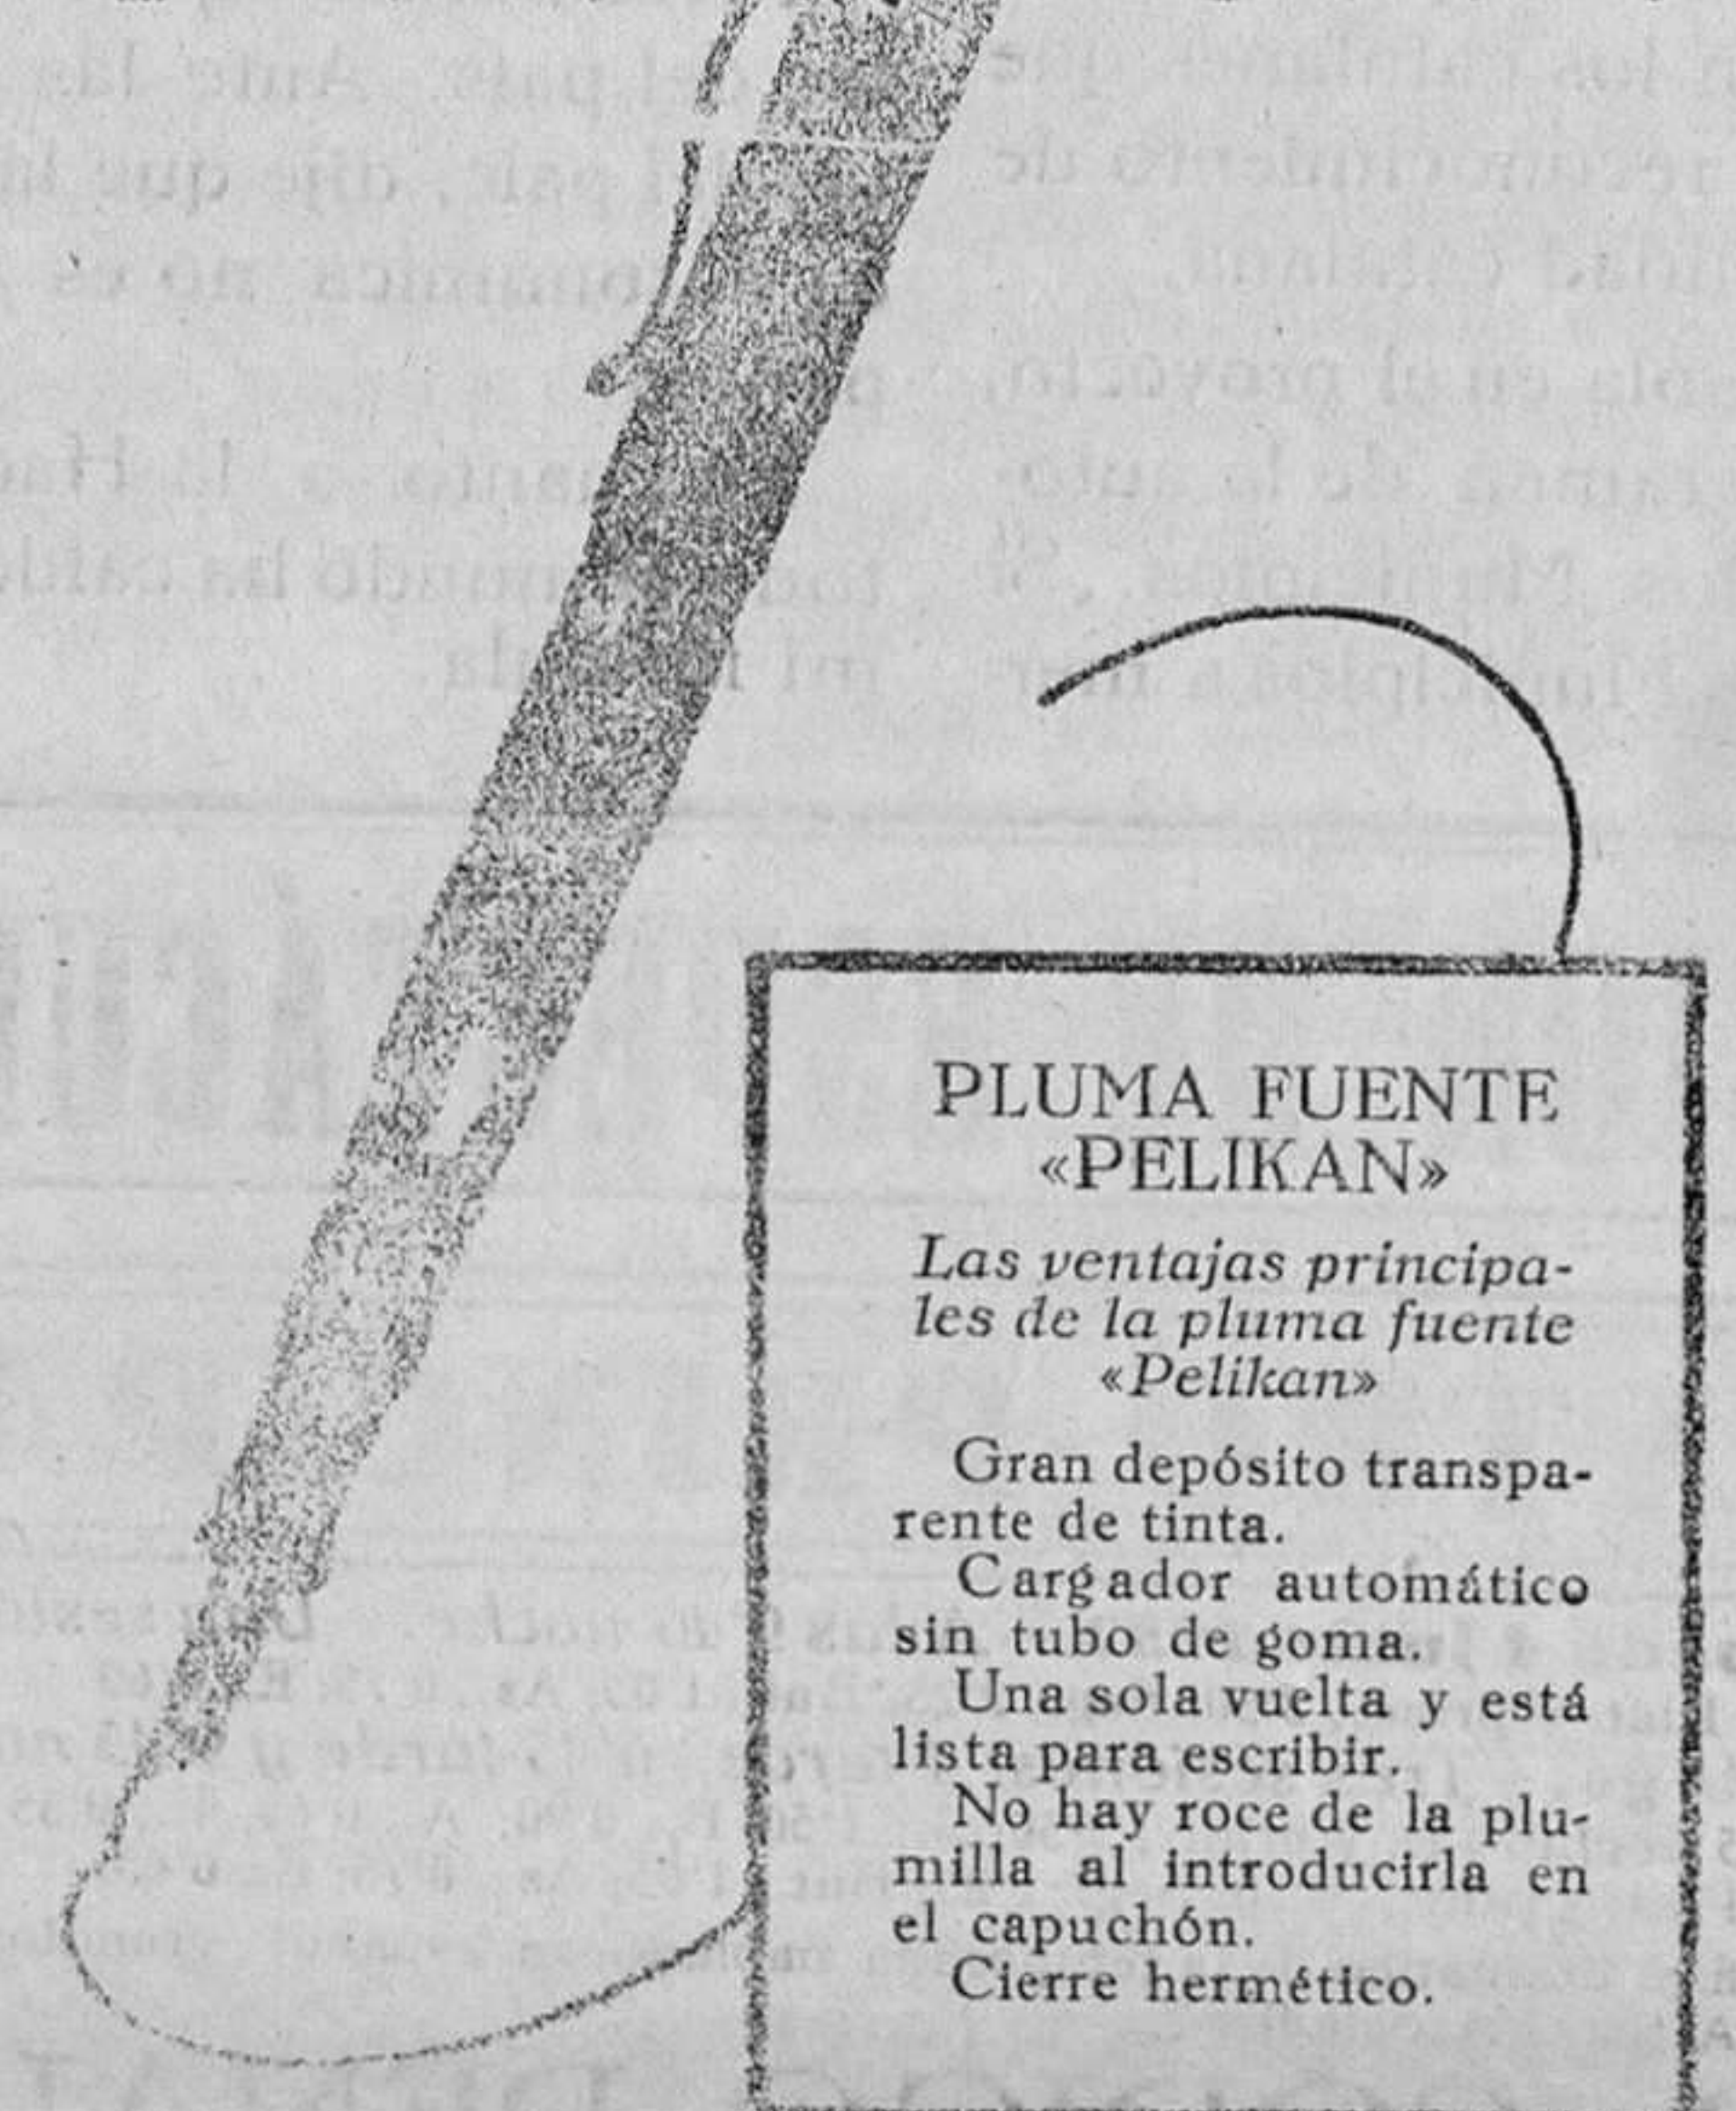 PLUMA FUENTE
«PELIKAN»
Las ventajas principa-
les de la pluma fuente
«Pelikan»
Gran depósito transpa-
rente de tinta.
Cargador automático
sin tubo de goma.
Una sola vuelta y está
lista para escribir.
No hay roce de la plu-
milla al introducirla en
el capuchón.
Cierre hermético.